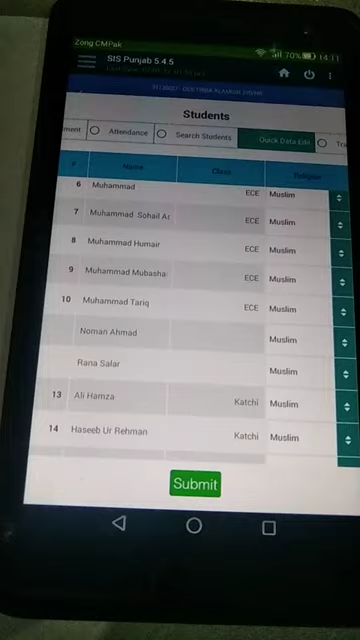 Zong CMPak 70% 14:11
SIS Punjab 5.4.5
Students
Attendance Search Students Quick Data Edit
# Name Class Religion
6 Muhammad ECE Muslim
7 Muhammad Sohail ECE Muslim
8 Muhammad Humair ECE Muslim
9 Muhammad Mubasha ECE Muslim
10 Muhammad Tariq ECE Muslim
Noman Ahmad Muslim
Rana Salar Muslim
13 Ali Hamza Katchi Muslim
14 Haseeb Ur Rehman Katchi Muslim
Submit